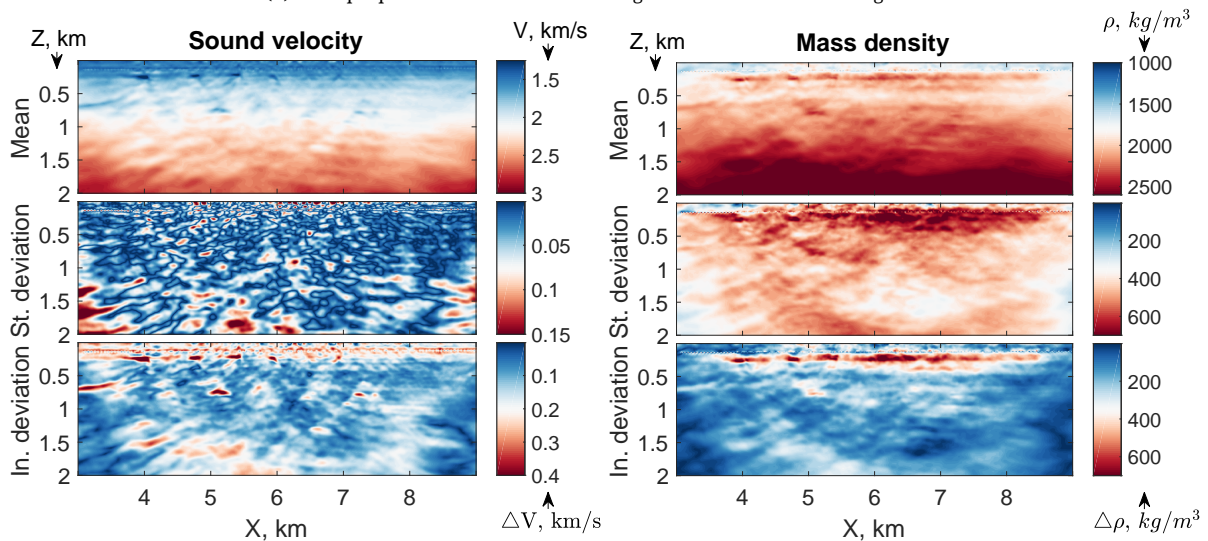 Z, km
Sound velocity
V, km/s
Z, km
Mass density
ρ, kg/m³
Mean
0.5
1
1.5
2
1.5
2
2.5
3
Mean
0.5
1
1.5
2
1000
1500
2000
2500
St. deviation
0.5
1
1.5
2
0.05
0.1
0.15
St. deviation
0.5
1
1.5
2
200
400
600
In. deviation
0.5
1
1.5
2
0.1
0.2
0.3
0.4
In. deviation
0.5
1
1.5
2
200
400
600
4 5 6 7 8
X, km
△V, km/s
4 5 6 7 8
X, km
△ρ, kg/m³